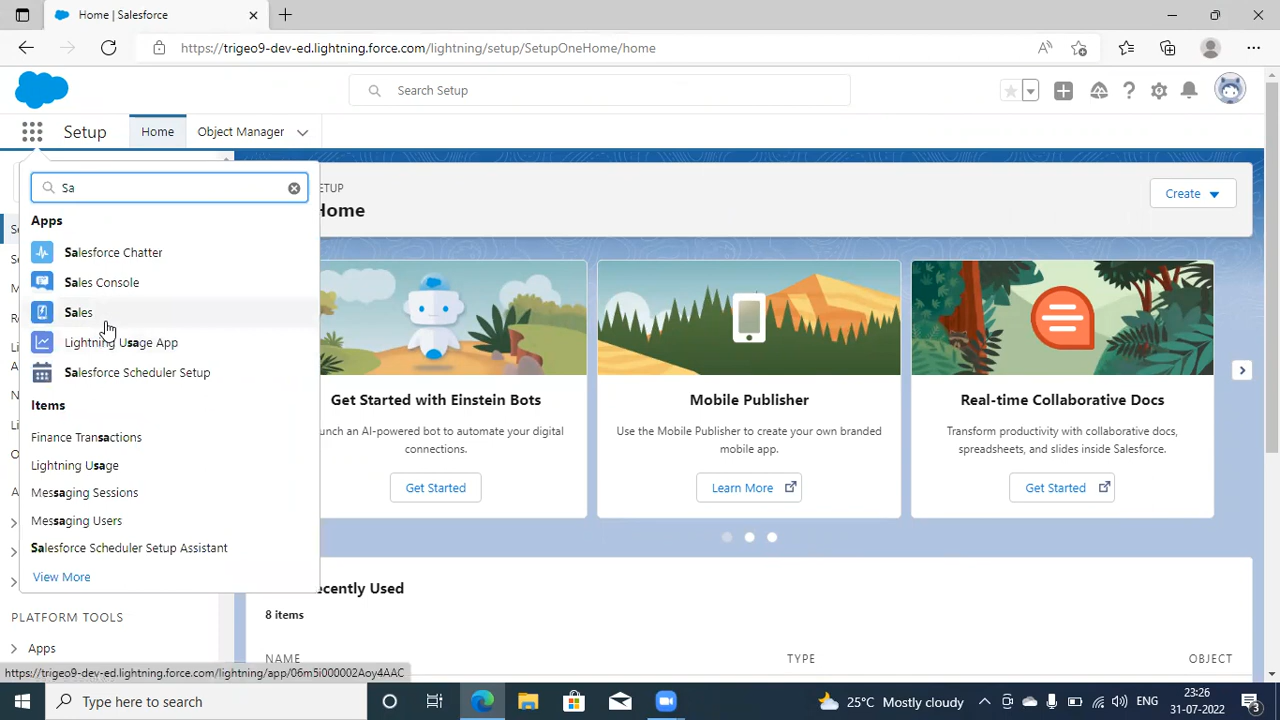 Home | Salesforce
https://trigeo9-dev-ed.lightning.force.com/lightning/setup/SetupOneHome/home
Search Setup
Setup
Home
Object Manager
Sa
Apps
Salesforce Chatter
Sales Console
Sales
Lightning Usage App
Salesforce Scheduler Setup
Items
Finance Transactions
Lightning Usage
Messaging Sessions
Messaging Users
Salesforce Scheduler Setup Assistant
View More
PLATFORM TOOLS
Apps
ETUP
Home
Create
Get Started with Einstein Bots
unch an AI-powered bot to automate your digital
connections.
Get Started
Mobile Publisher
Use the Mobile Publisher to create your own branded
mobile app.
Learn More
Real-time Collaborative Docs
Transform productivity with collaborative docs,
spreadsheets, and slides inside Salesforce.
Get Started
ecently Used
8 items
NAME
TYPE
OBJECT
https://trigeo9-dev-ed.lightning.force.com/lightning/app/06m5i000002Aoy4AAC
Type here to search
25°C Mostly cloudy
ENG
23:26
31-07-2022
3